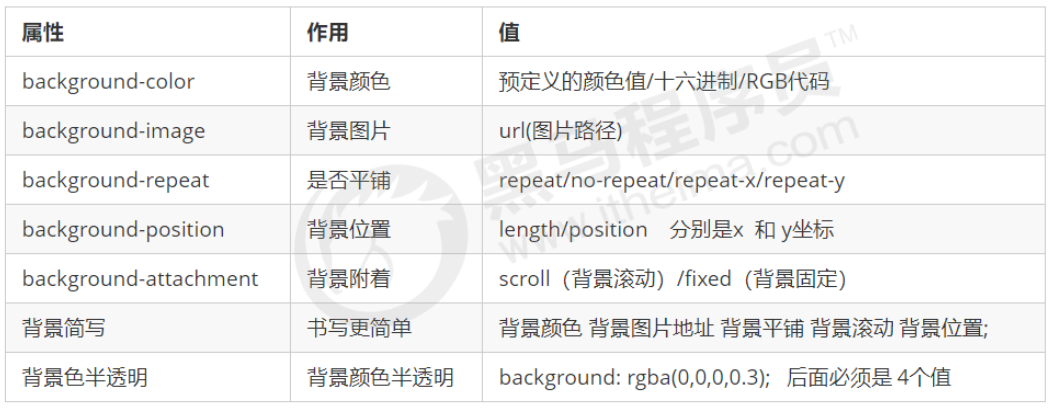 属性 作用 值
background-color 背景颜色 预定义的颜色值/十六进制/RGB代码
background-image 背景图片 url(图片路径)
background-repeat 是否平铺 repeat/no-repeat/repeat-x/repeat-y
background-position 背景位置 length/position 分别是x 和 y坐标
background-attachment 背景附着 scroll（背景滚动）/fixed（背景固定）
背景简写 书写更简单 背景颜色 背景图片地址 背景平铺 背景滚动 背景位置;
背景色半透明 背景颜色半透明 background: rgba(0,0,0,0.3); 后面必须是 4个值
黑马程序员™
www.itheima.com